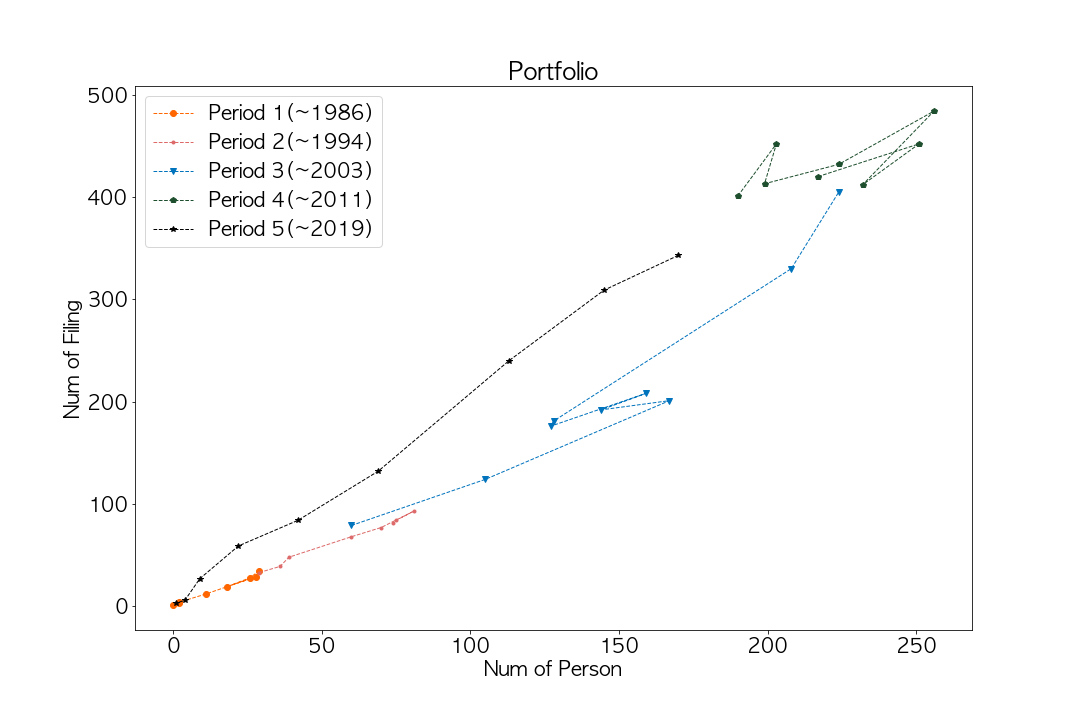 Portfolio
500
400
300
200
100
0
Num of Filing
Period 1(~1986)
Period 2(~1994)
Period 3(~2003)
Period 4(~2011)
Period 5(~2019)
0 50 100 150 200 250
Num of Person